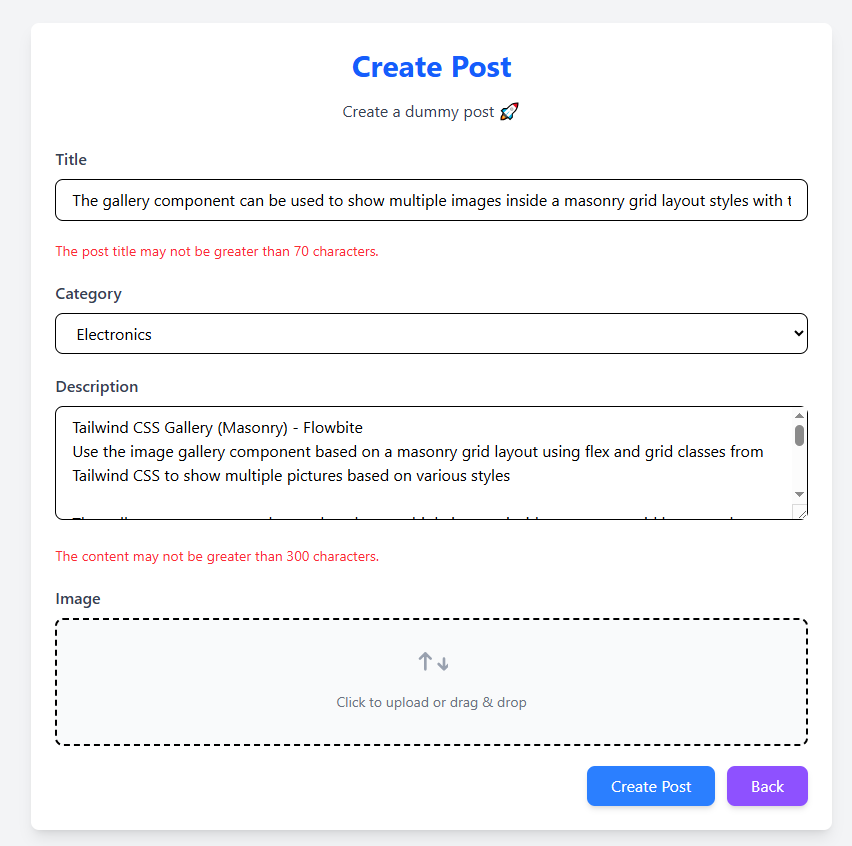 Create Post
Create a dummy post 🚀
Title
The gallery component can be used to show multiple images inside a masonry grid layout styles with
The post title may not be greater than 70 characters.
Category
Electronics
Description
Tailwind CSS Gallery (Masonry) - Flowbite
Use the image gallery component based on a masonry grid layout using flex and grid classes from
Tailwind CSS to show multiple pictures based on various styles
The content may not be greater than 300 characters.
Image
Click to upload or drag & drop
Create Post
Back